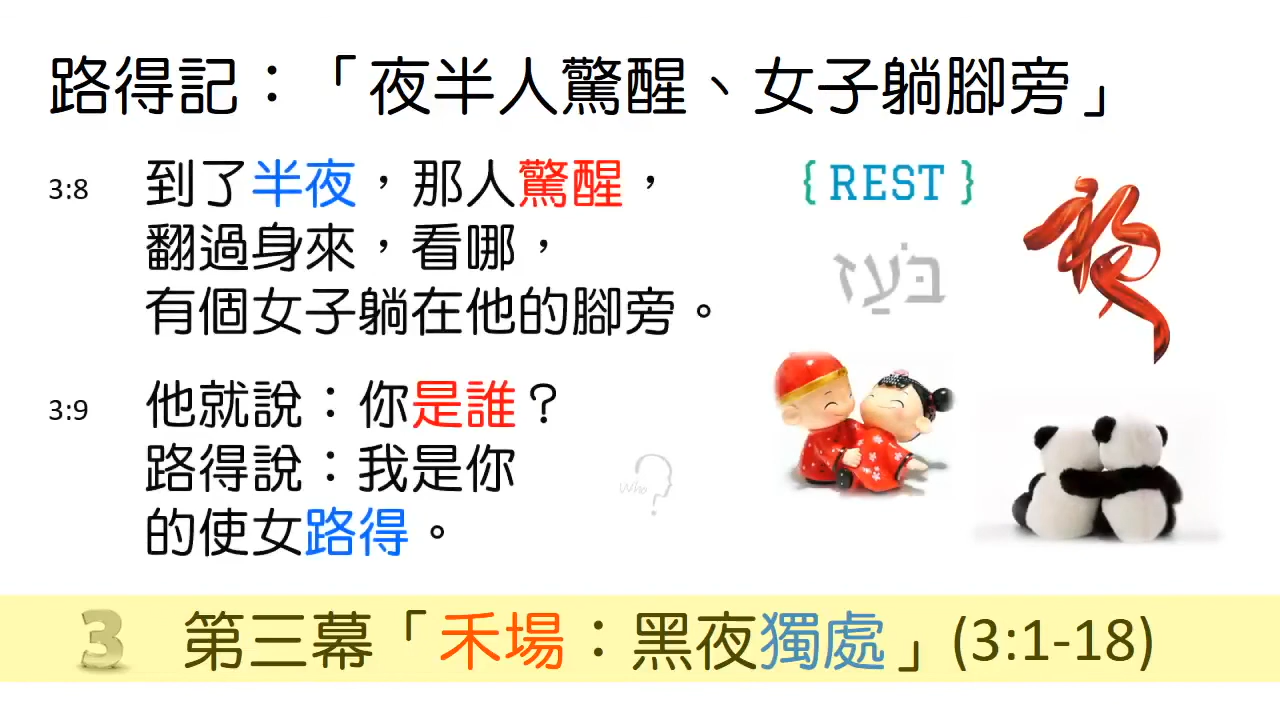 路得記：「夜半人驚醒、女子躺腳旁」
3:8
到了半夜，那人驚醒，
翻過身來，看哪，
有個女子躺在他的腳旁。
3:9
他就說：你是誰？
路得說：我是你
的使女路得。
{ REST }
בֹּעַז
Who
3 第三幕「禾場：黑夜獨處」(3:1-18)